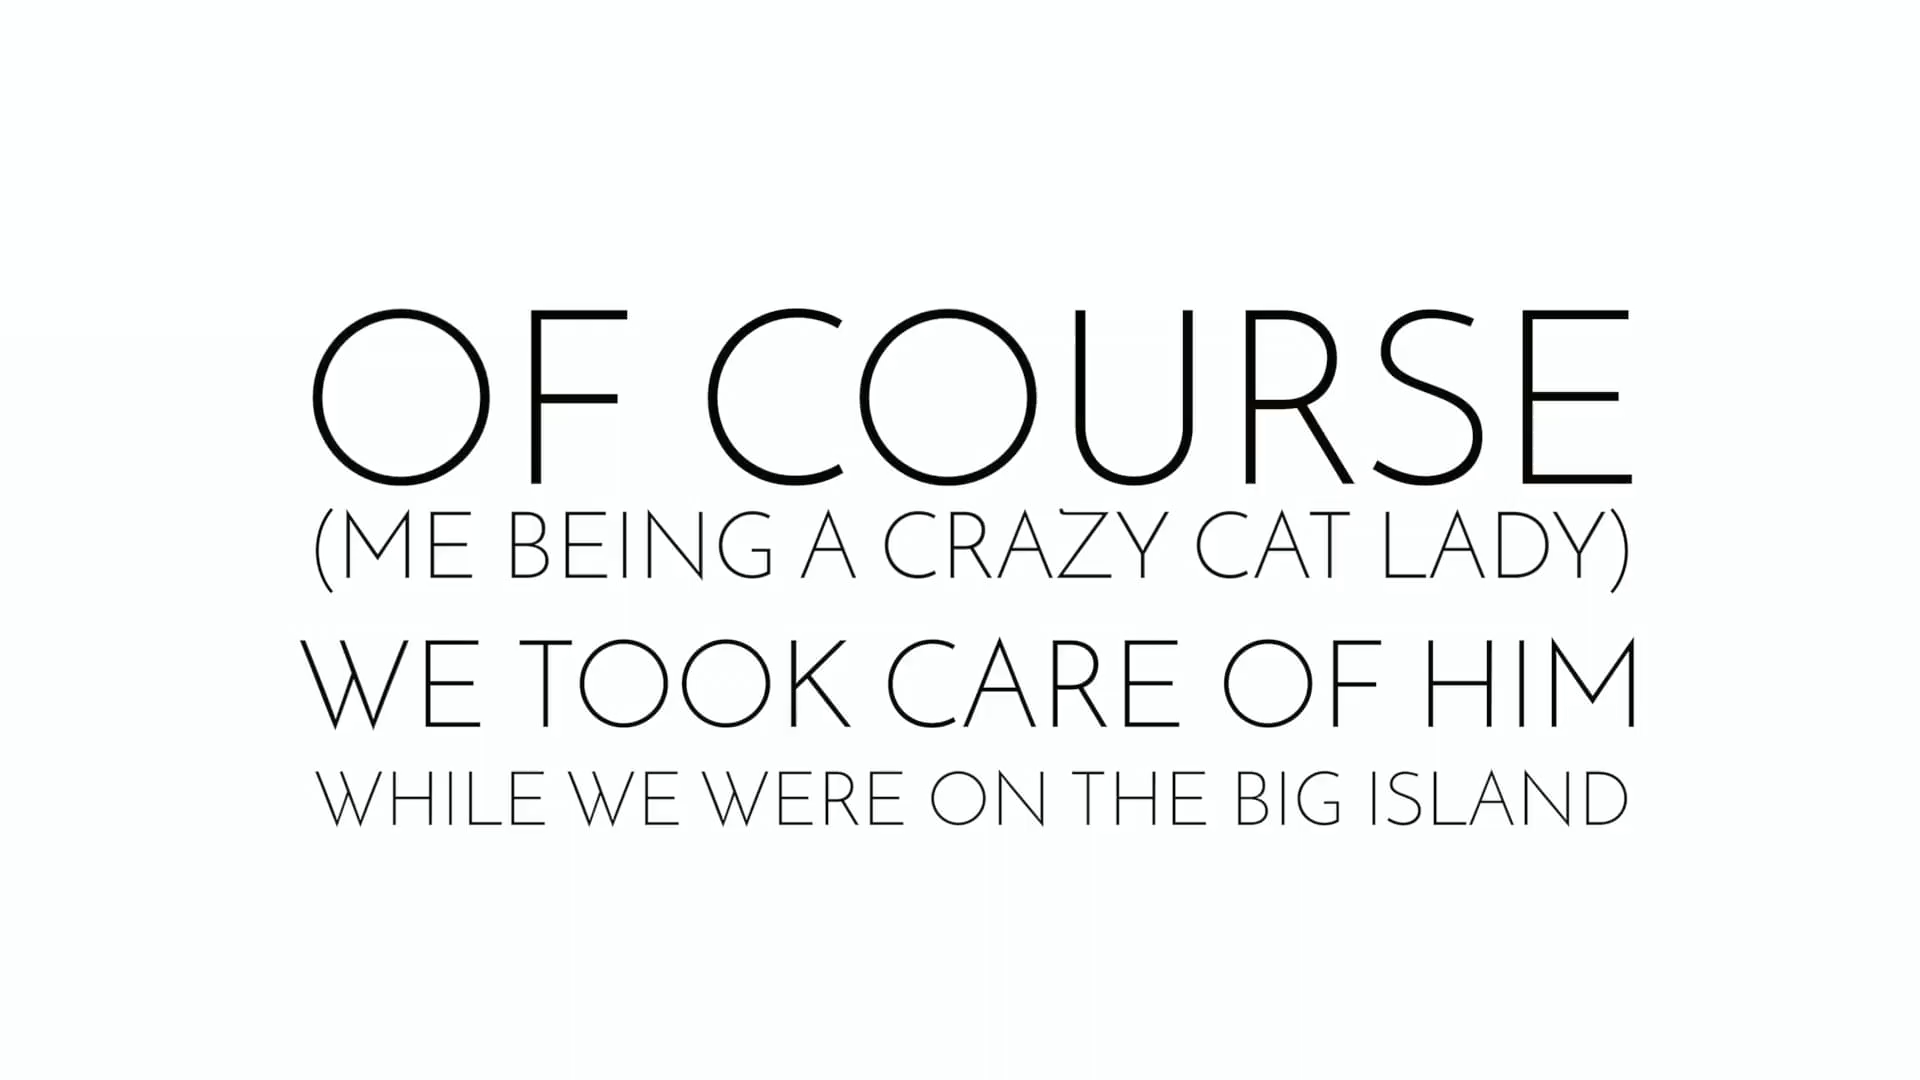 OF COURSE
(ME BEING A CRAZY CAT LADY)
WE TOOK CARE OF HIM
WHILE WE WERE ON THE BIG ISLAND